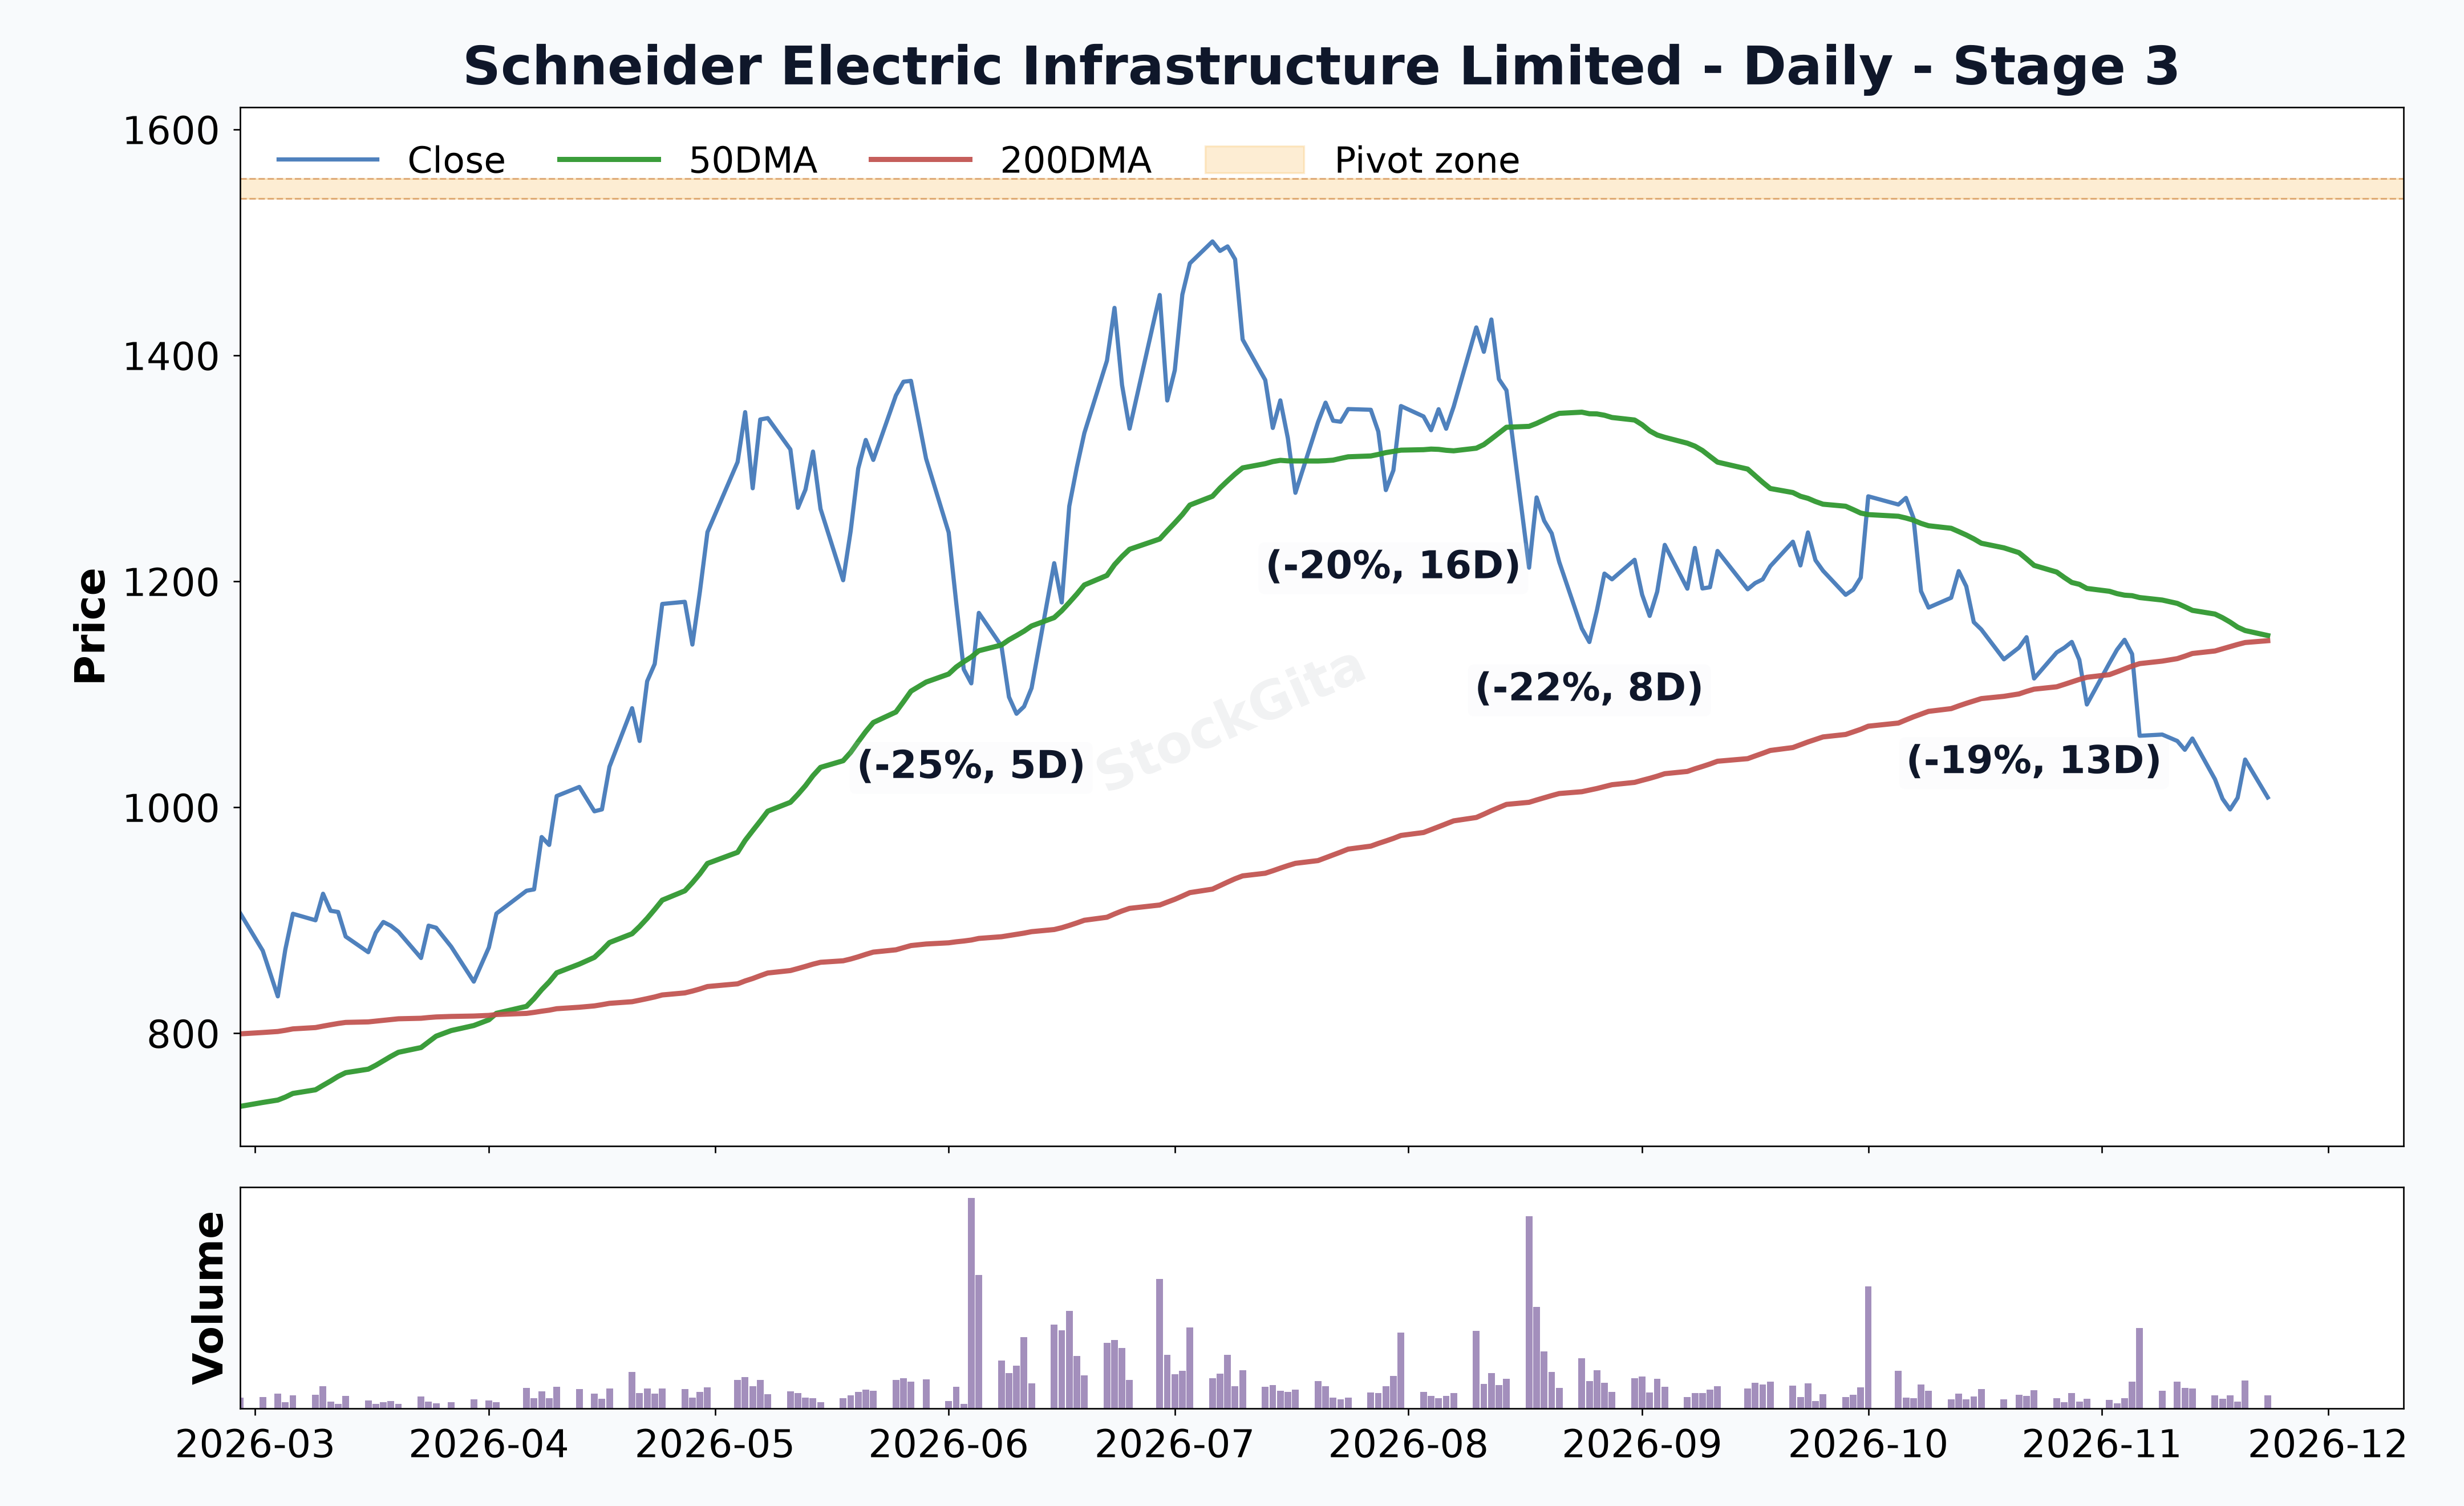 Schneider Electric Infrastructure Limited - Daily - Stage 3
Close 50DMA 200DMA Pivot zone
1600
1400
1200
1000
800
Price
(-20%, 16D)
(-22%, 8D)
(-25%, 5D)
(-19%, 13D)
StockGita
Volume
2026-03 2026-04 2026-05 2026-06 2026-07 2026-08 2026-09 2026-10 2026-11 2026-12